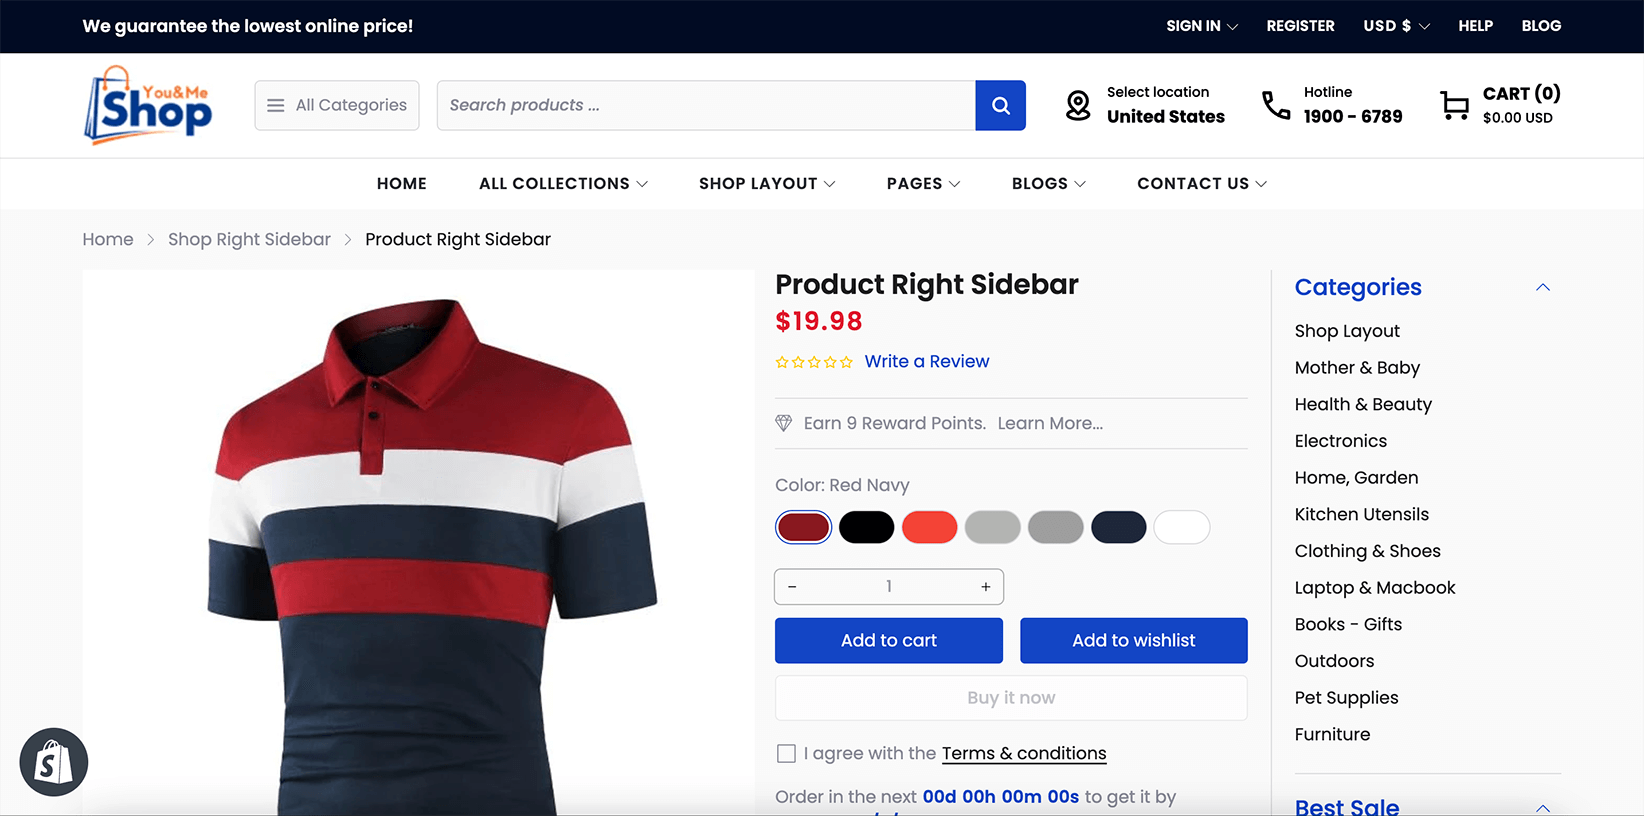 We guarantee the lowest online price!
SIGN IN
REGISTER
USD $
HELP
BLOG
You&Me
Shop
All Categories
Search products ...
Select location
United States
Hotline
1900 - 6789
CART (0)
$0.00 USD
HOME
ALL COLLECTIONS
SHOP LAYOUT
PAGES
BLOGS
CONTACT US
Home
Shop Right Sidebar
Product Right Sidebar
Product Right Sidebar
$19.98
Write a Review
Earn 9 Reward Points. Learn More...
Color: Red Navy
− 1 +
Add to cart
Add to wishlist
Buy it now
I agree with the Terms & conditions
Order in the next 00d 00h 00m 00s to get it by
Categories
Shop Layout
Mother & Baby
Health & Beauty
Electronics
Home, Garden
Kitchen Utensils
Clothing & Shoes
Laptop & Macbook
Books - Gifts
Outdoors
Pet Supplies
Furniture
Best Sale
S